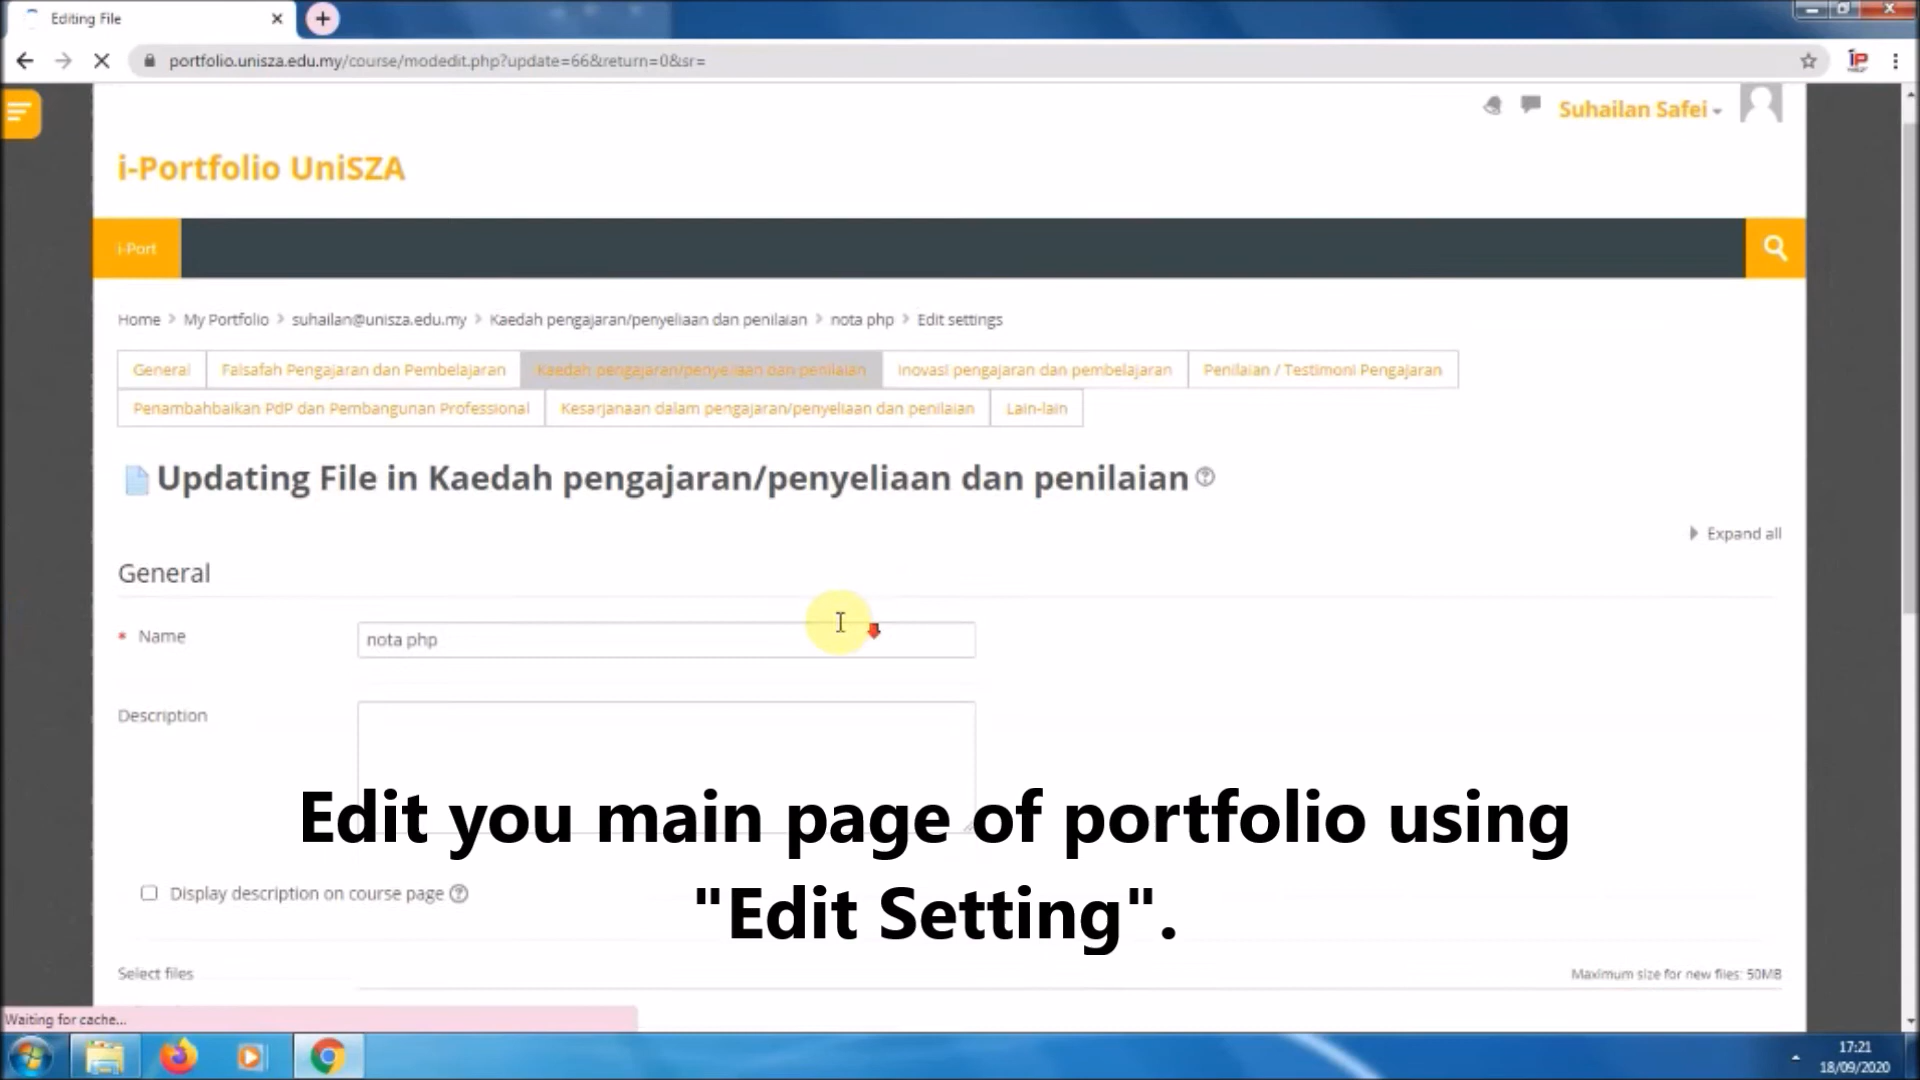 Editing File
portfolio.unisza.edu.my/course/modedit.php?update=66&return=0&sr=
Suhailan Safei
i-Portfolio UniSZA
i-Port
Home > My Portfolio > suhailan@unisza.edu.my > Kaedah pengajaran/penyeliaan dan penilaian > nota php > Edit settings
General Falsafah Pengajaran dan Pembelajaran Kaedah pengajaran/penyeliaan dan penilaian Inovasi pengajaran dan pembelajaran Penilaian / Testimoni Pengajaran
Penambahbaikan PdP dan Pembangunan Professional Kesarjanaan dalam pengajaran/penyeliaan dan penilaian Lain-lain
Updating File in Kaedah pengajaran/penyeliaan dan penilaian
Expand all
General
* Name nota php
Description
Edit you main page of portfolio using
"Edit Setting".
Display description on course page
Select files Maximum size for new files: 50MB
Waiting for cache...
17:21
18/09/2020